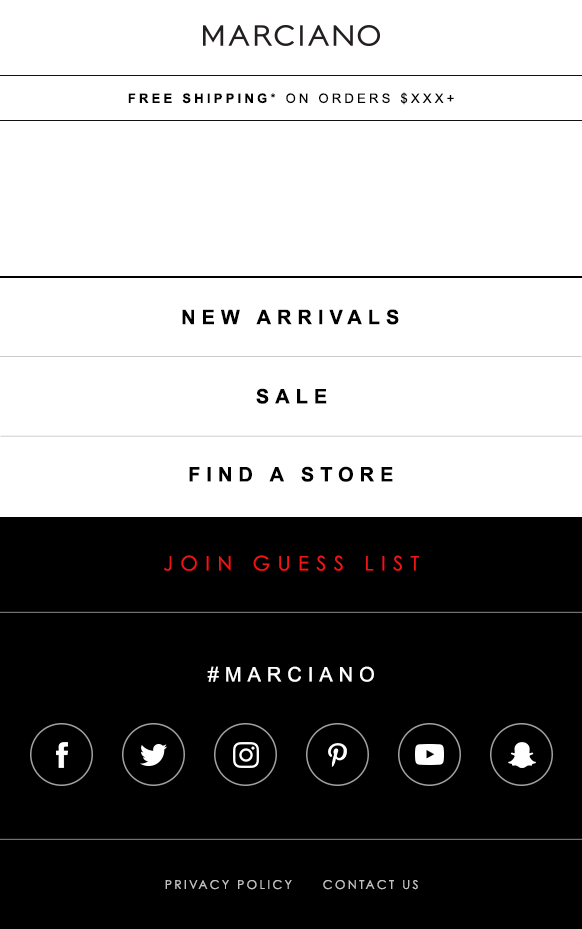 MARCIANO
FREE SHIPPING* ON ORDERS $XXX+
NEW ARRIVALS
SALE
FIND A STORE
JOIN GUESS LIST
#MARCIANO
PRIVACY POLICY CONTACT US